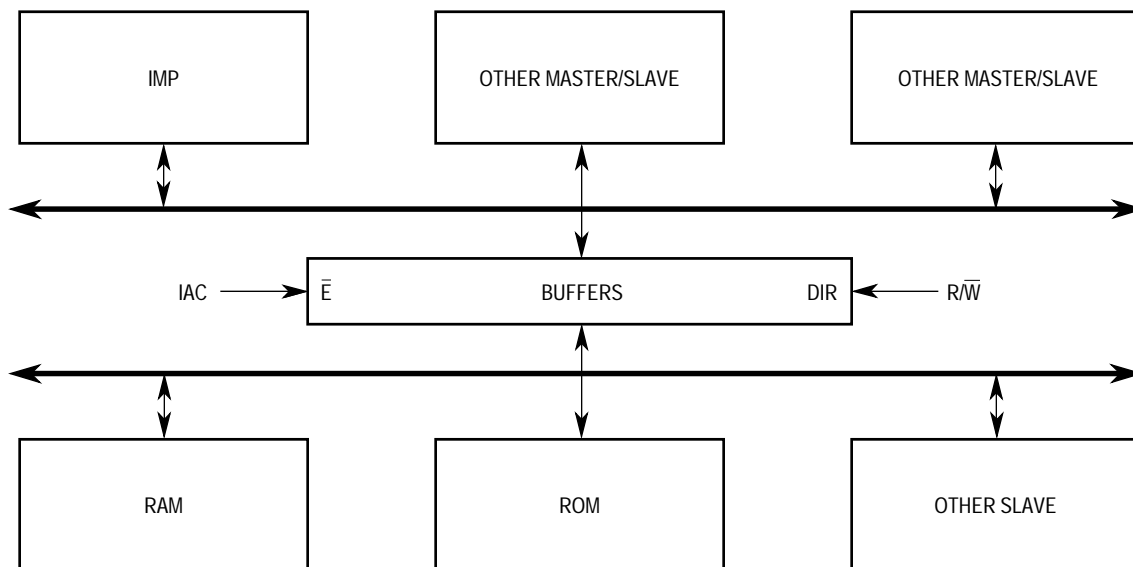 IMP
OTHER MASTER/SLAVE
OTHER MASTER/SLAVE
IAC
E̅
BUFFERS
DIR
R/W̅
RAM
ROM
OTHER SLAVE